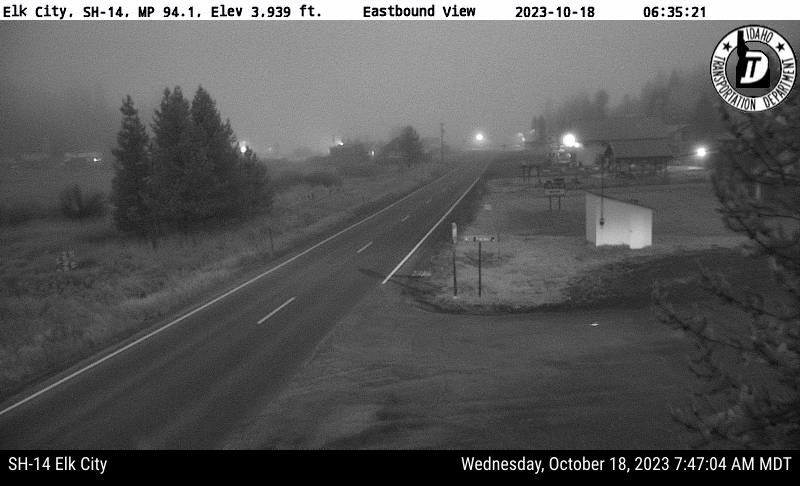 Elk City, SH-14, MP 94.1, Elev 3,939 ft. Eastbound View 2023-10-18 06:35:21
IDAHO
TRANSPORTATION DEPARTMENT
SH-14 Elk City Wednesday, October 18, 2023 7:47:04 AM MDT